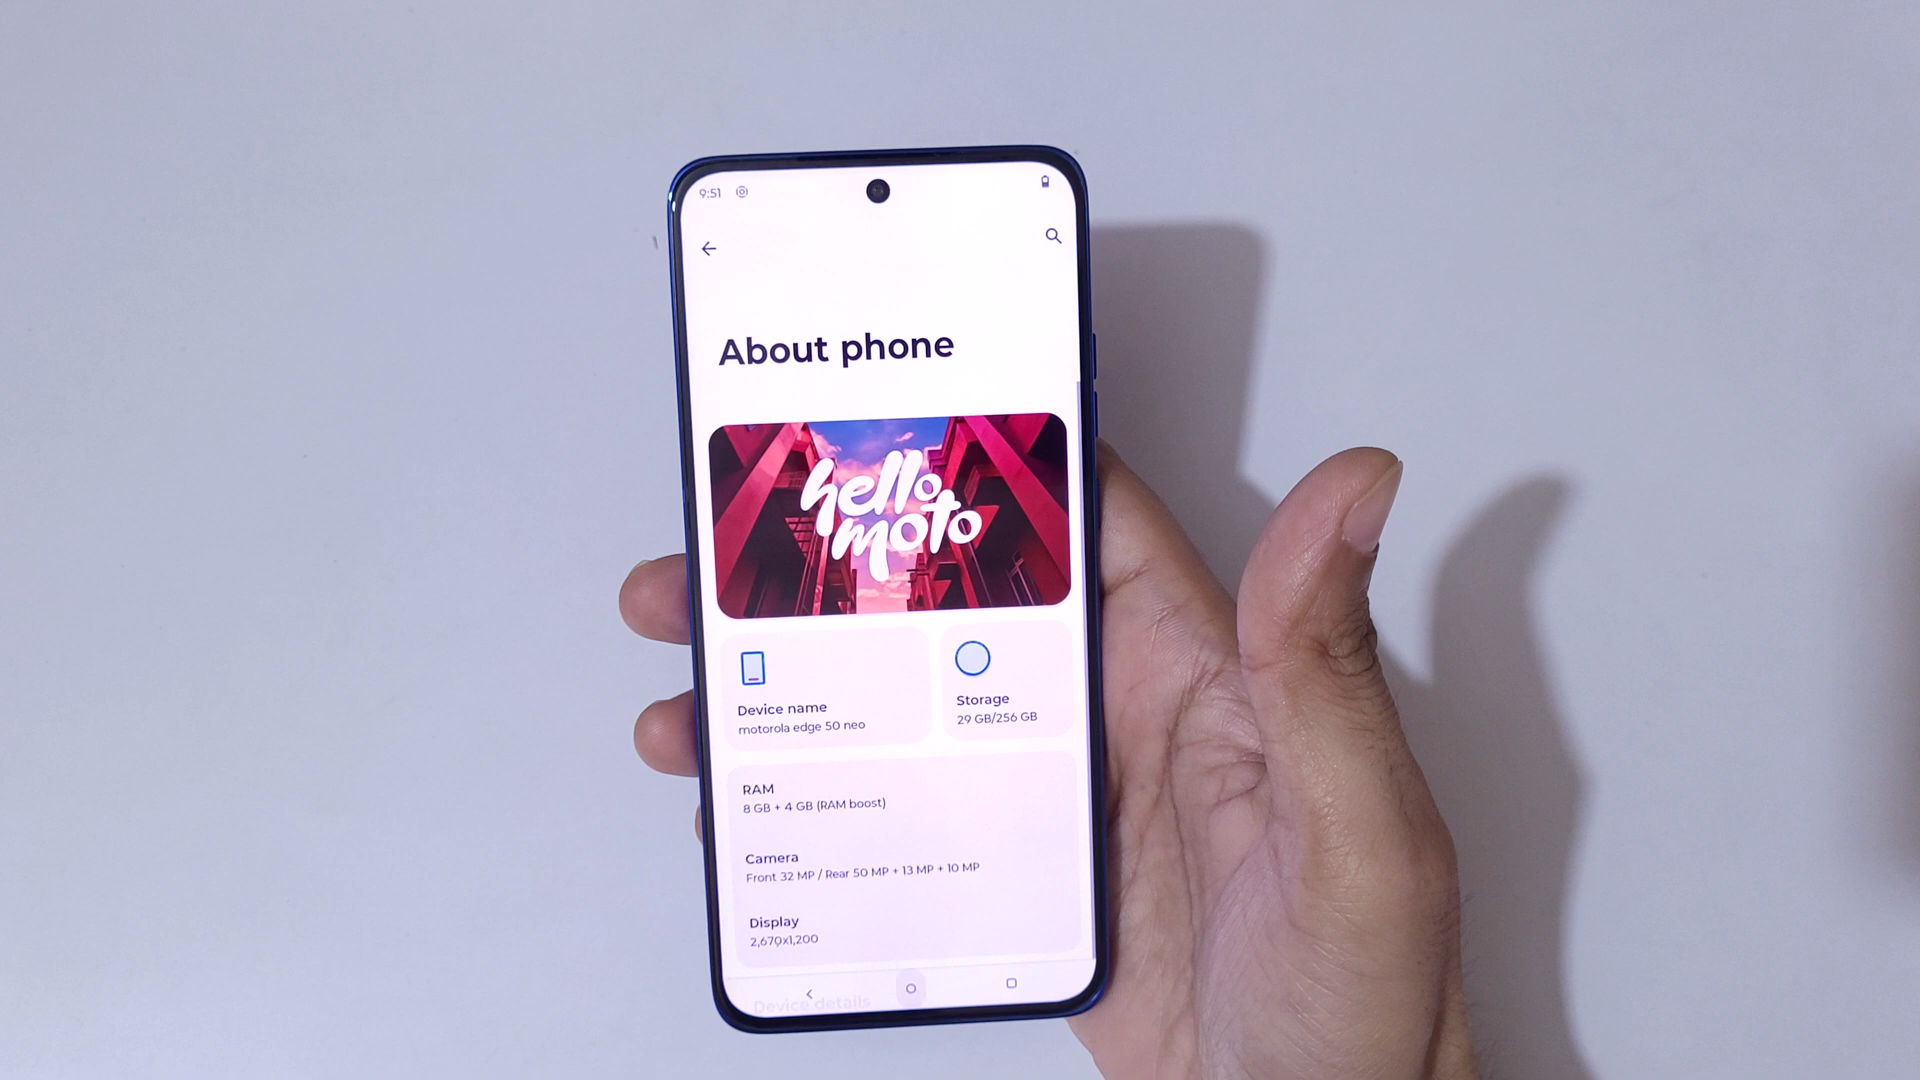 9:51
About phone
hello
moto
Device name
motorola edge 50 neo
Storage
29 GB/256 GB
RAM
8 GB + 4 GB (RAM boost)
Camera
Front 32 MP / Rear 50 MP + 13 MP + 10 MP
Display
2,670x1,200
Device details